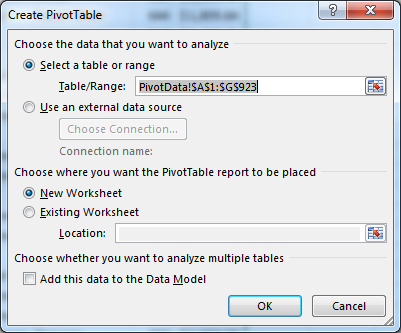 Create PivotTable
Choose the data that you want to analyze
Select a table or range
Table/Range: PivotData!$A$1:$G$923
Use an external data source
Choose Connection...
Connection name:
Choose where you want the PivotTable report to be placed
New Worksheet
Existing Worksheet
Location:
Choose whether you want to analyze multiple tables
Add this data to the Data Model
OK Cancel